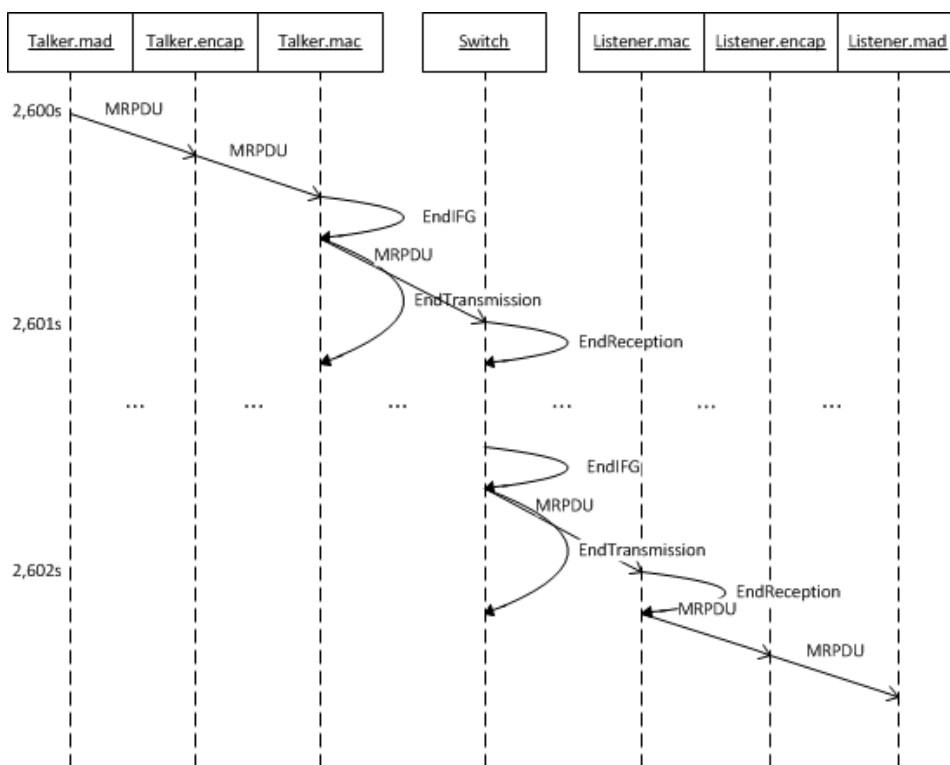 Talker.mad
Talker.encap
Talker.mac
Switch
Listener.mac
Listener.encap
Listener.mad
2,600s
MRPDU
MRPDU
EndIFG
MRPDU
EndTransmission
2,601s
EndReception
... ... ... ... ... ...
EndIFG
MRPDU
EndTransmission
2,602s
EndReception
MRPDU
MRPDU